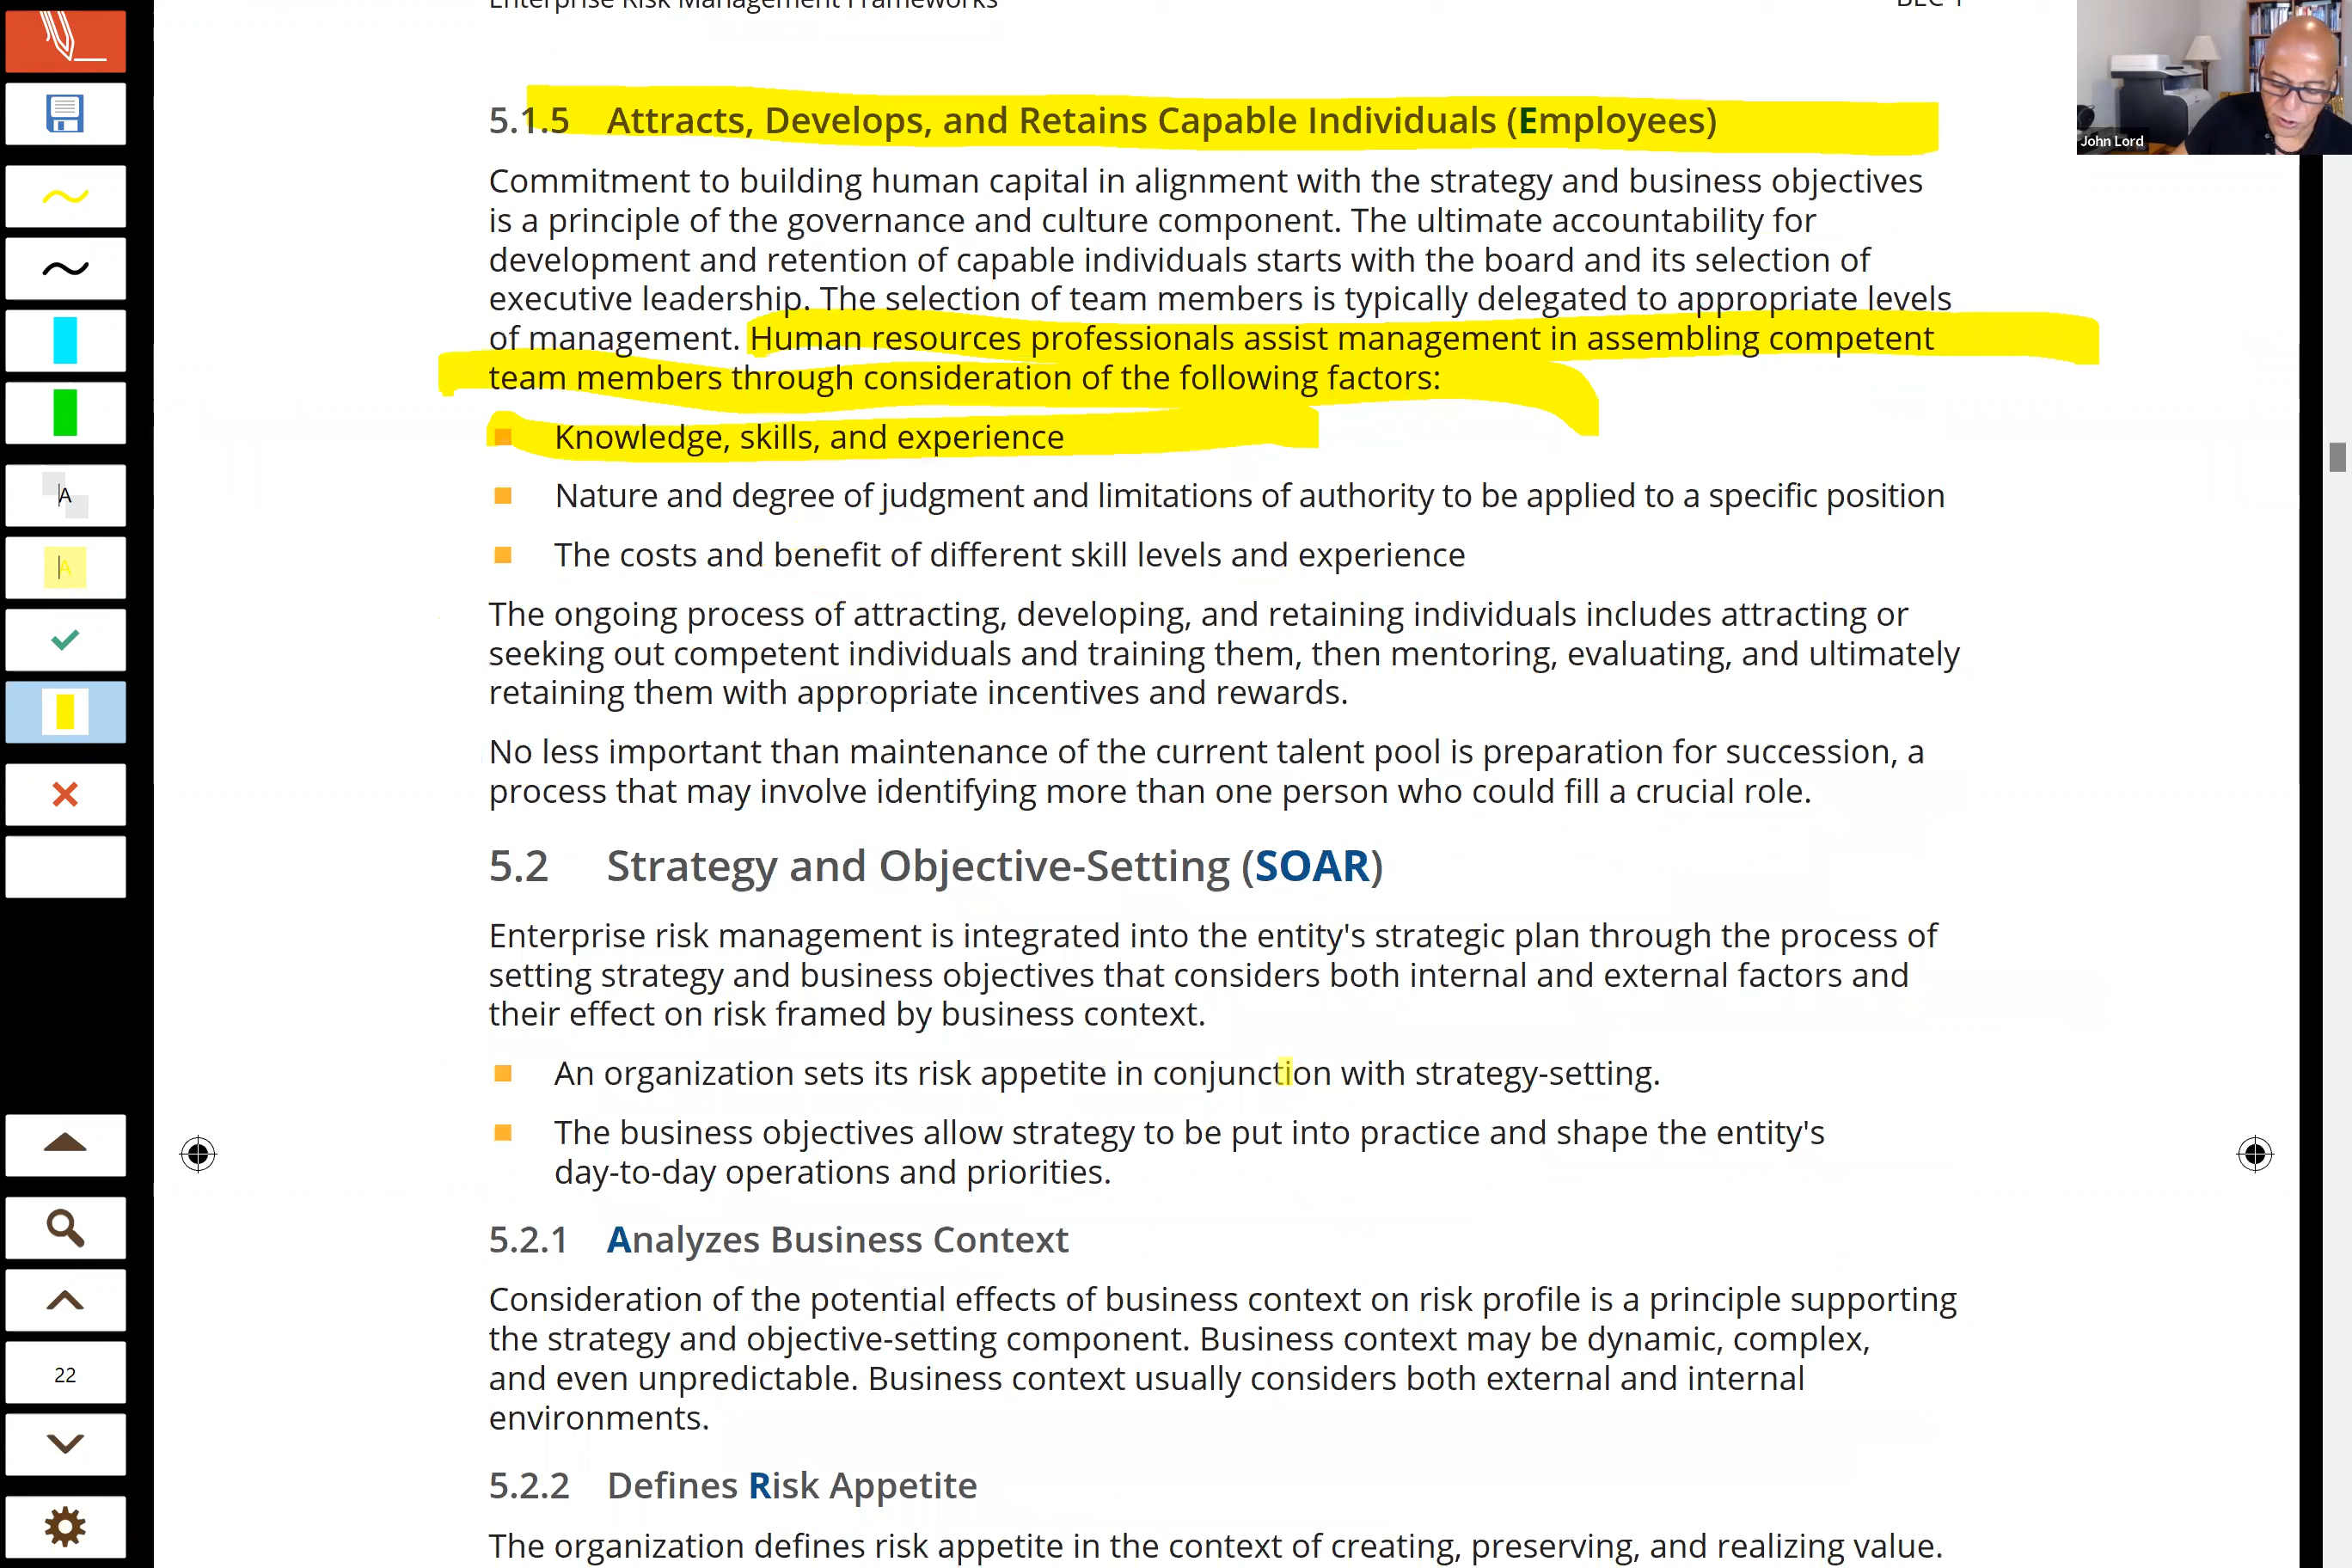 Enterprise Risk Management Frameworks
BEC 1
5.1.5 Attracts, Develops, and Retains Capable Individuals (Employees)
John Lord
Commitment to building human capital in alignment with the strategy and business objectives
is a principle of the governance and culture component. The ultimate accountability for
development and retention of capable individuals starts with the board and its selection of
executive leadership. The selection of team members is typically delegated to appropriate levels
of management. Human resources professionals assist management in assembling competent
team members through consideration of the following factors:
Knowledge, skills, and experience
Nature and degree of judgment and limitations of authority to be applied to a specific position
The costs and benefit of different skill levels and experience
The ongoing process of attracting, developing, and retaining individuals includes attracting or
seeking out competent individuals and training them, then mentoring, evaluating, and ultimately
retaining them with appropriate incentives and rewards.
No less important than maintenance of the current talent pool is preparation for succession, a
process that may involve identifying more than one person who could fill a crucial role.
5.2 Strategy and Objective-Setting (SOAR)
Enterprise risk management is integrated into the entity's strategic plan through the process of
setting strategy and business objectives that considers both internal and external factors and
their effect on risk framed by business context.
An organization sets its risk appetite in conjunction with strategy-setting.
The business objectives allow strategy to be put into practice and shape the entity's
day-to-day operations and priorities.
5.2.1 Analyzes Business Context
Consideration of the potential effects of business context on risk profile is a principle supporting
the strategy and objective-setting component. Business context may be dynamic, complex,
and even unpredictable. Business context usually considers both external and internal
environments.
5.2.2 Defines Risk Appetite
The organization defines risk appetite in the context of creating, preserving, and realizing value.
A
A
22